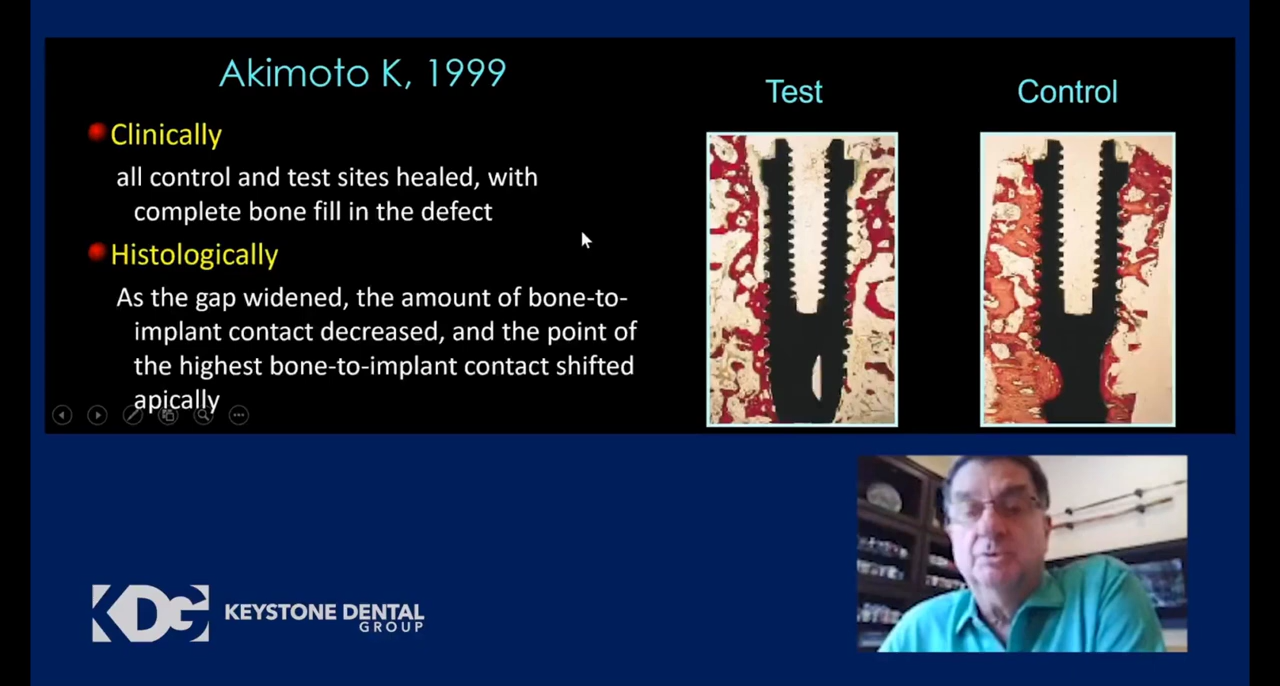 Akimoto K, 1999
Clinically
all control and test sites healed, with
complete bone fill in the defect
Histologically
As the gap widened, the amount of bone-to-
implant contact decreased, and the point of
the highest bone-to-implant contact shifted
apically
Test
Control
KDG KEYSTONE DENTAL
GROUP